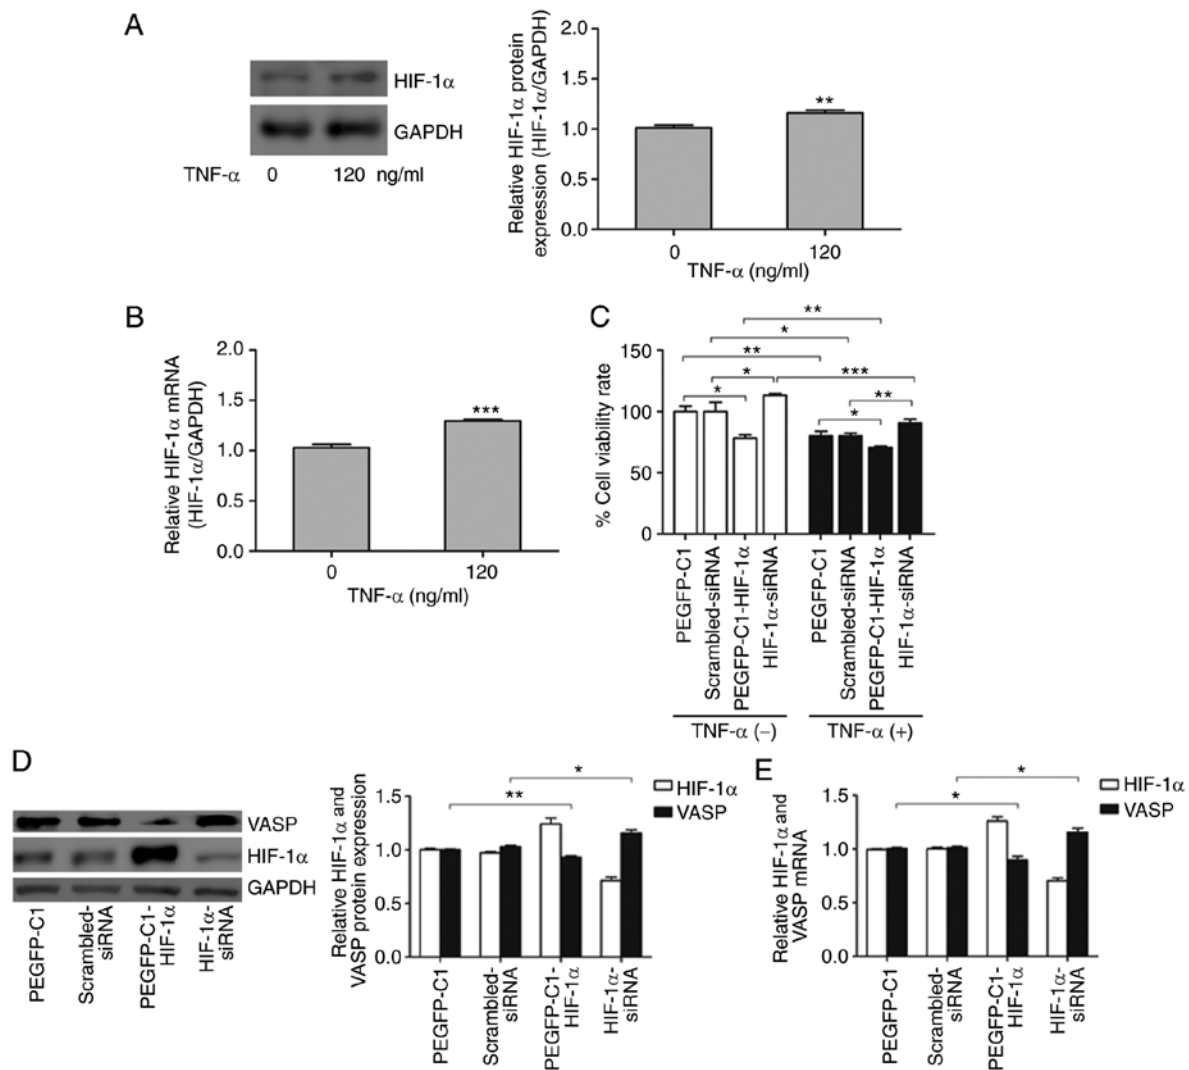 A
HIF-1α
GAPDH
TNF-α 0 120 ng/ml
Relative HIF-1α protein
expression (HIF-1α/GAPDH)
2.0
1.5
1.0
0.5
0.0
**
0 120
TNF-α (ng/ml)
B
Relative HIF-1α mRNA
(HIF-1α/GAPDH)
2.0
1.5
1.0
0.5
0.0
***
0 120
TNF-α (ng/ml)
C
% Cell viability rate
150
100
50
0
**
*
**
* ***
* **
*
PEGFP-C1
Scrambled-siRNA
PEGFP-C1-HIF-1α
HIF-1α-siRNA
PEGFP-C1
Scrambled-siRNA
PEGFP-C1-HIF-1α
HIF-1α-siRNA
TNF-α (−) TNF-α (+)
D
VASP
HIF-1α
GAPDH
PEGFP-C1
Scrambled-
siRNA
PEGFP-C1-
HIF-1α
HIF-1α-
siRNA
Relative HIF-1α and
VASP protein expression
1.5
1.0
0.5
0.0
*
**
HIF-1α
VASP
PEGFP-C1
Scrambled-
siRNA
PEGFP-C1-
HIF-1α
HIF-1α-
siRNA
E
Relative HIF-1α and
VASP mRNA
1.5
1.0
0.5
0.0
*
*
HIF-1α
VASP
PEGFP-C1
Scrambled-
siRNA
PEGFP-C1-
HIF-1α
HIF-1α-
siRNA